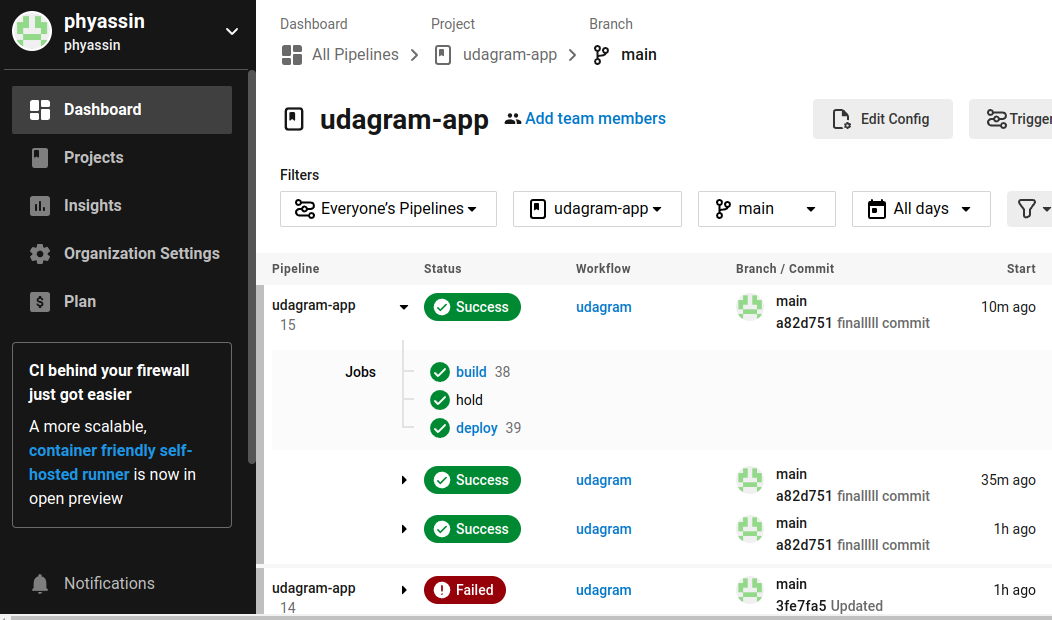 phyassin
phyassin
Dashboard
Projects
Insights
Organization Settings
Plan
CI behind your firewall
just got easier
A more scalable,
container friendly self-
hosted runner is now in
open preview
Notifications
Dashboard Project Branch
All Pipelines udagram-app main
udagram-app Add team members Edit Config Trigger
Filters
Everyone’s Pipelines udagram-app main All days
Pipeline Status Workflow Branch / Commit Start
udagram-app Success udagram main 10m ago
15 a82d751 finalllll commit
Jobs build 38
hold
deploy 39
Success udagram main 35m ago
a82d751 finalllll commit
Success udagram main 1h ago
a82d751 finalllll commit
udagram-app Failed udagram main 1h ago
14 3fe7fa5 Updated